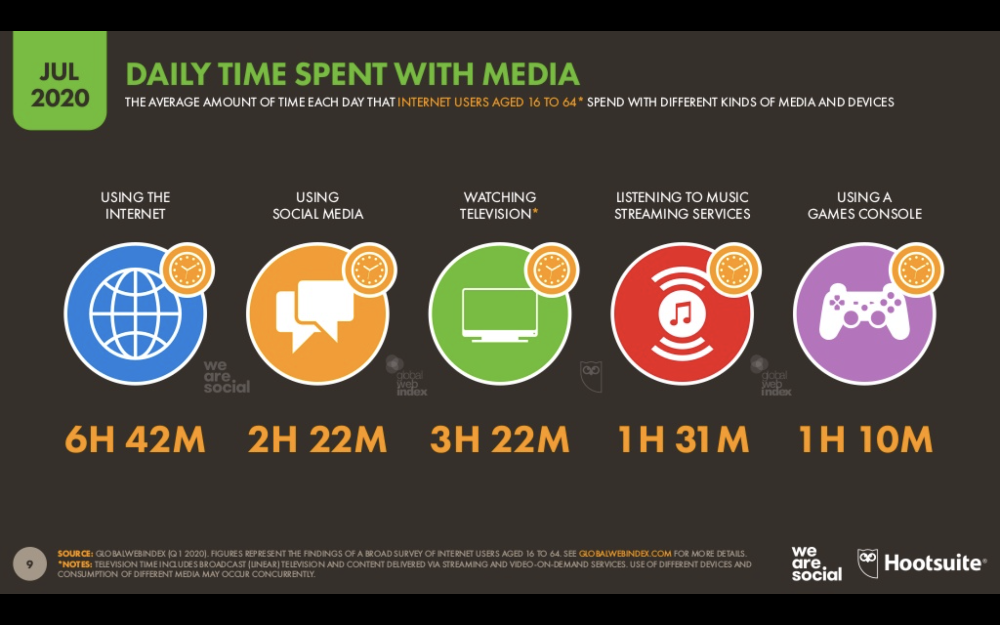 JUL
2020
DAILY TIME SPENT WITH MEDIA
THE AVERAGE AMOUNT OF TIME EACH DAY THAT INTERNET USERS AGED 16 TO 64* SPEND WITH DIFFERENT KINDS OF MEDIA AND DEVICES
USING THE
INTERNET
USING
SOCIAL MEDIA
WATCHING
TELEVISION*
LISTENING TO MUSIC
STREAMING SERVICES
USING A
GAMES CONSOLE
we
are
social
global
web
index
global
web
index
6H 42M
2H 22M
3H 22M
1H 31M
1H 10M
9
SOURCE: GLOBALWEBINDEX (Q1 2020). FIGURES REPRESENT THE FINDINGS OF A BROAD SURVEY OF INTERNET USERS AGED 16 TO 64. SEE GLOBALWEBINDEX.COM FOR MORE DETAILS.
*NOTES: TELEVISION TIME INCLUDES BROADCAST (LINEAR) TELEVISION AND CONTENT DELIVERED VIA STREAMING AND VIDEO-ON-DEMAND SERVICES. USE OF DIFFERENT DEVICES AND
CONSUMPTION OF DIFFERENT MEDIA MAY OCCUR CONCURRENTLY.
we
are
social
Hootsuite®